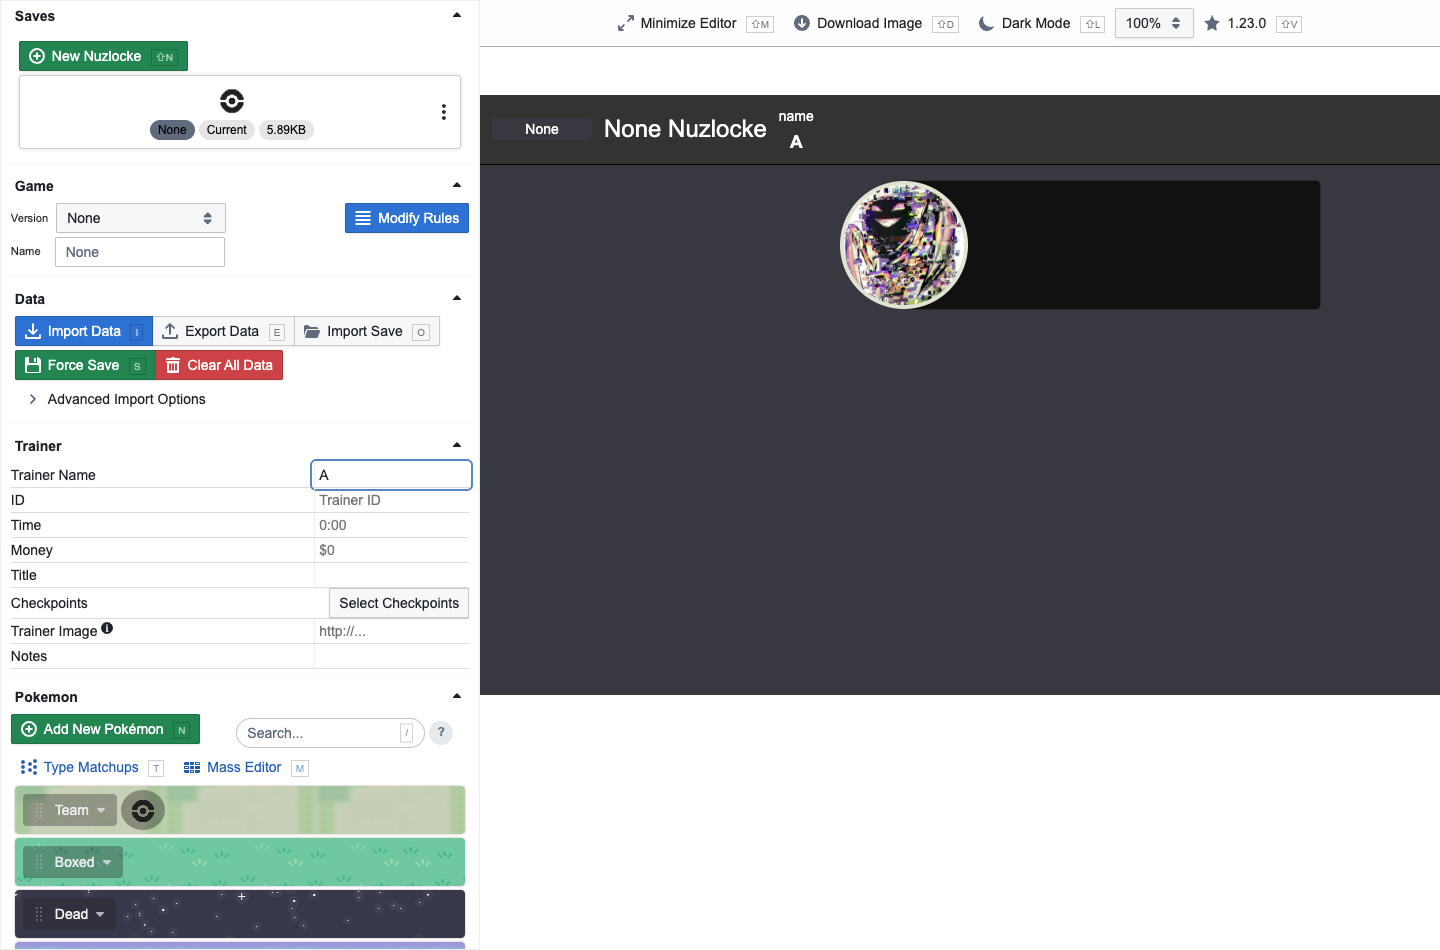 Saves
New Nuzlocke ⇧N
None Current 5.89KB
Game
Version None
Modify Rules
Name None
Data
Import Data I Export Data E Import Save O
Force Save S Clear All Data
Advanced Import Options
Trainer
Trainer Name A
ID Trainer ID
Time 0:00
Money $0
Title
Checkpoints Select Checkpoints
Trainer Image http://...
Notes
Pokemon
Add New Pokémon N Search... / ?
Type Matchups T Mass Editor M
Team
Boxed
Dead
Minimize Editor ⇧M Download Image ⇧D Dark Mode ⇧L 100% 1.23.0 ⇧V
None None Nuzlocke name
A